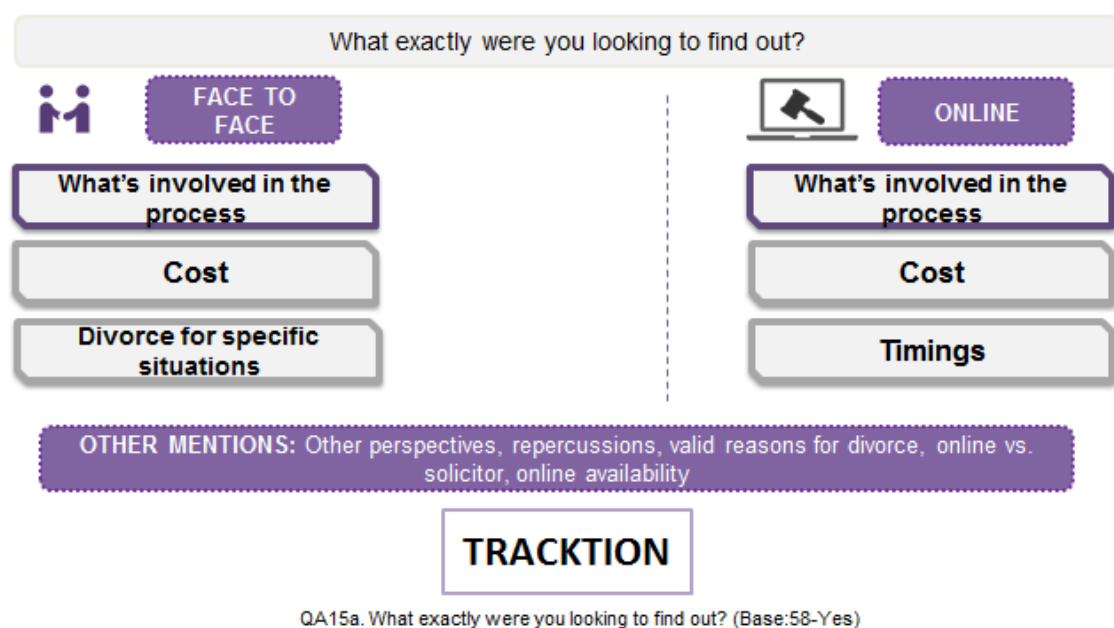 What exactly were you looking to find out?
FACE TO
FACE
What's involved in the
process
Cost
Divorce for specific
situations
ONLINE
What's involved in the
process
Cost
Timings
OTHER MENTIONS: Other perspectives, repercussions, valid reasons for divorce, online vs.
solicitor, online availability
TRACKTION
QA15a. What exactly were you looking to find out? (Base:58-Yes)